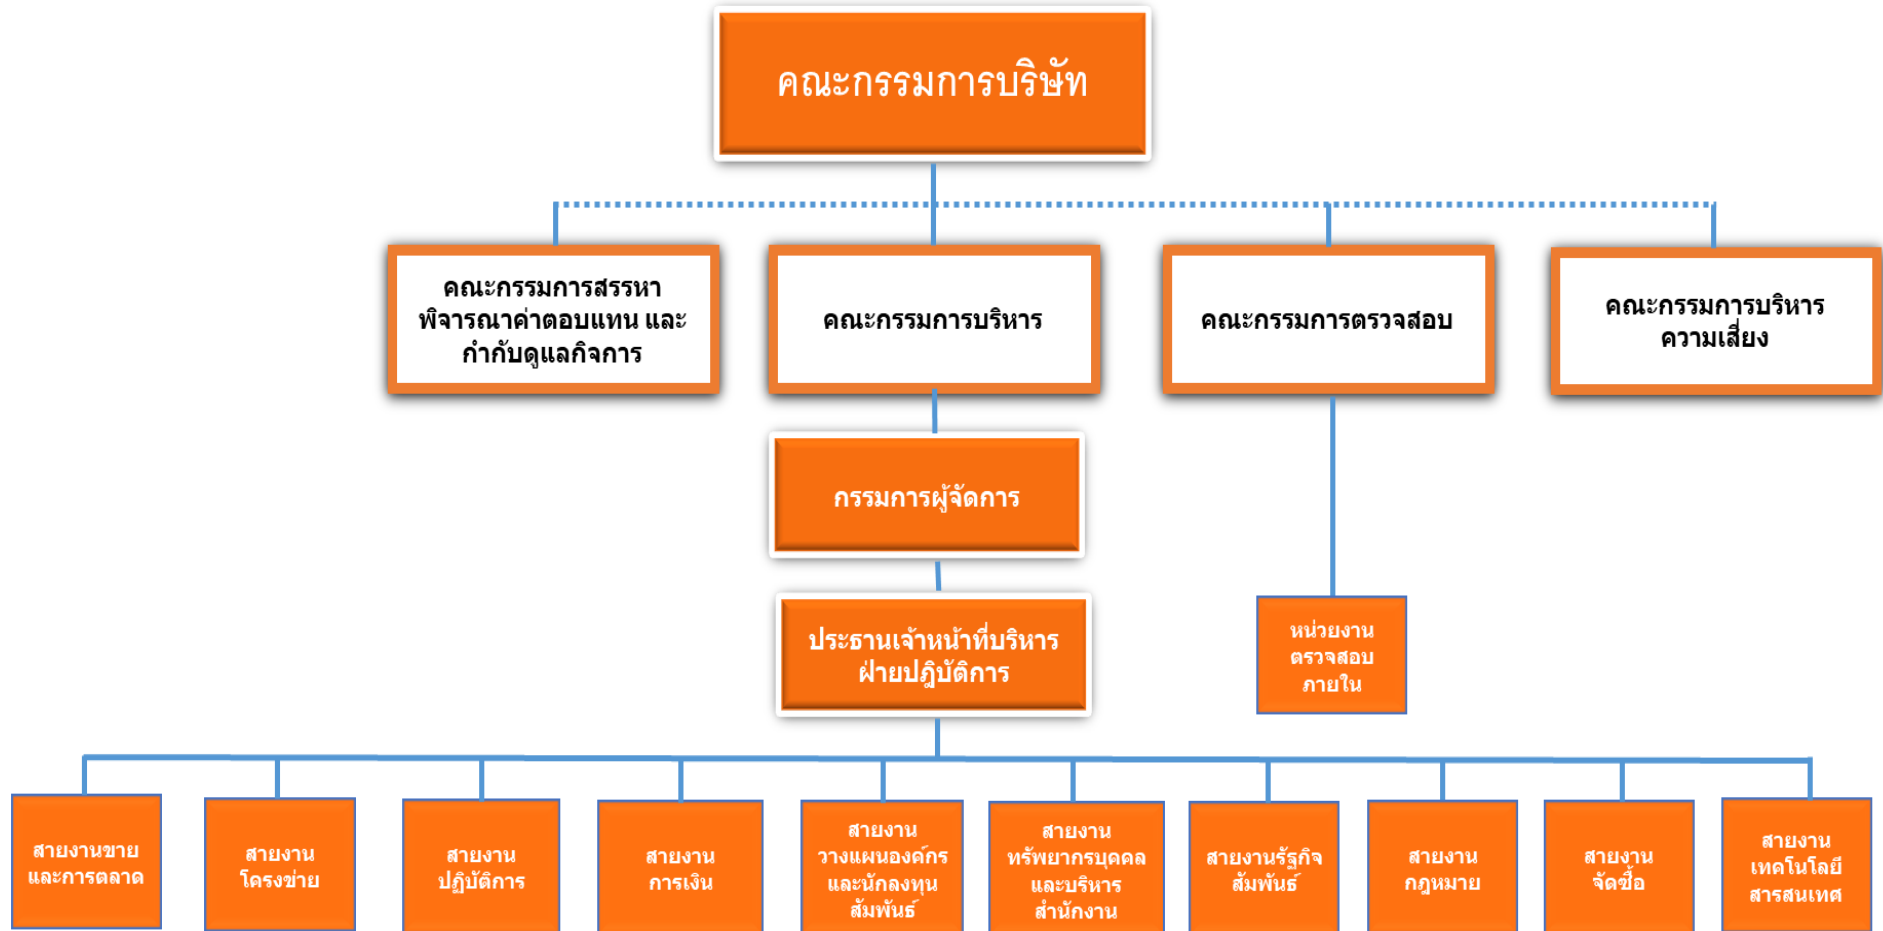 คณะกรรมการบริษัท
คณะกรรมการสรรหา
พิจารณาค่าตอบแทน และ
กำกับดูแลกิจการ
คณะกรรมการบริหาร
คณะกรรมการตรวจสอบ
คณะกรรมการบริหาร
ความเสี่ยง
กรรมการผู้จัดการ
ประธานเจ้าหน้าที่บริหาร
ฝ่ายปฎิบัติการ
หน่วยงาน
ตรวจสอบ
ภายใน
สายงานขาย
และการตลาด
สายงาน
โครงข่าย
สายงาน
ปฏิบัติการ
สายงาน
การเงิน
สายงาน
วางแผนองค์กร
และนักลงทุน
สัมพันธ์
สายงาน
ทรัพยากรบุคคล
และบริหาร
สำนักงาน
สายงานรัฐกิจ
สัมพันธ์
สายงาน
กฎหมาย
สายงาน
จัดซื้อ
สายงาน
เทคโนโลยี
สารสนเทศ